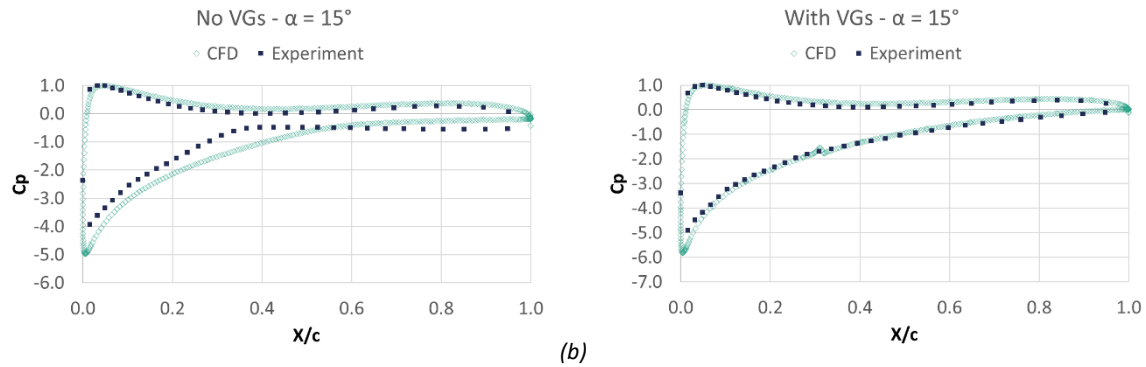 No VGs - α = 15°
CFD Experiment
1.0
0.0
-1.0
-2.0
-3.0
-4.0
-5.0
-6.0
Cp
0.0 0.2 0.4 0.6 0.8 1.0
X/c
With VGs - α = 15°
CFD Experiment
1.0
0.0
-1.0
-2.0
-3.0
-4.0
-5.0
-6.0
-7.0
Cp
0.0 0.2 0.4 0.6 0.8 1.0
X/c
(b)